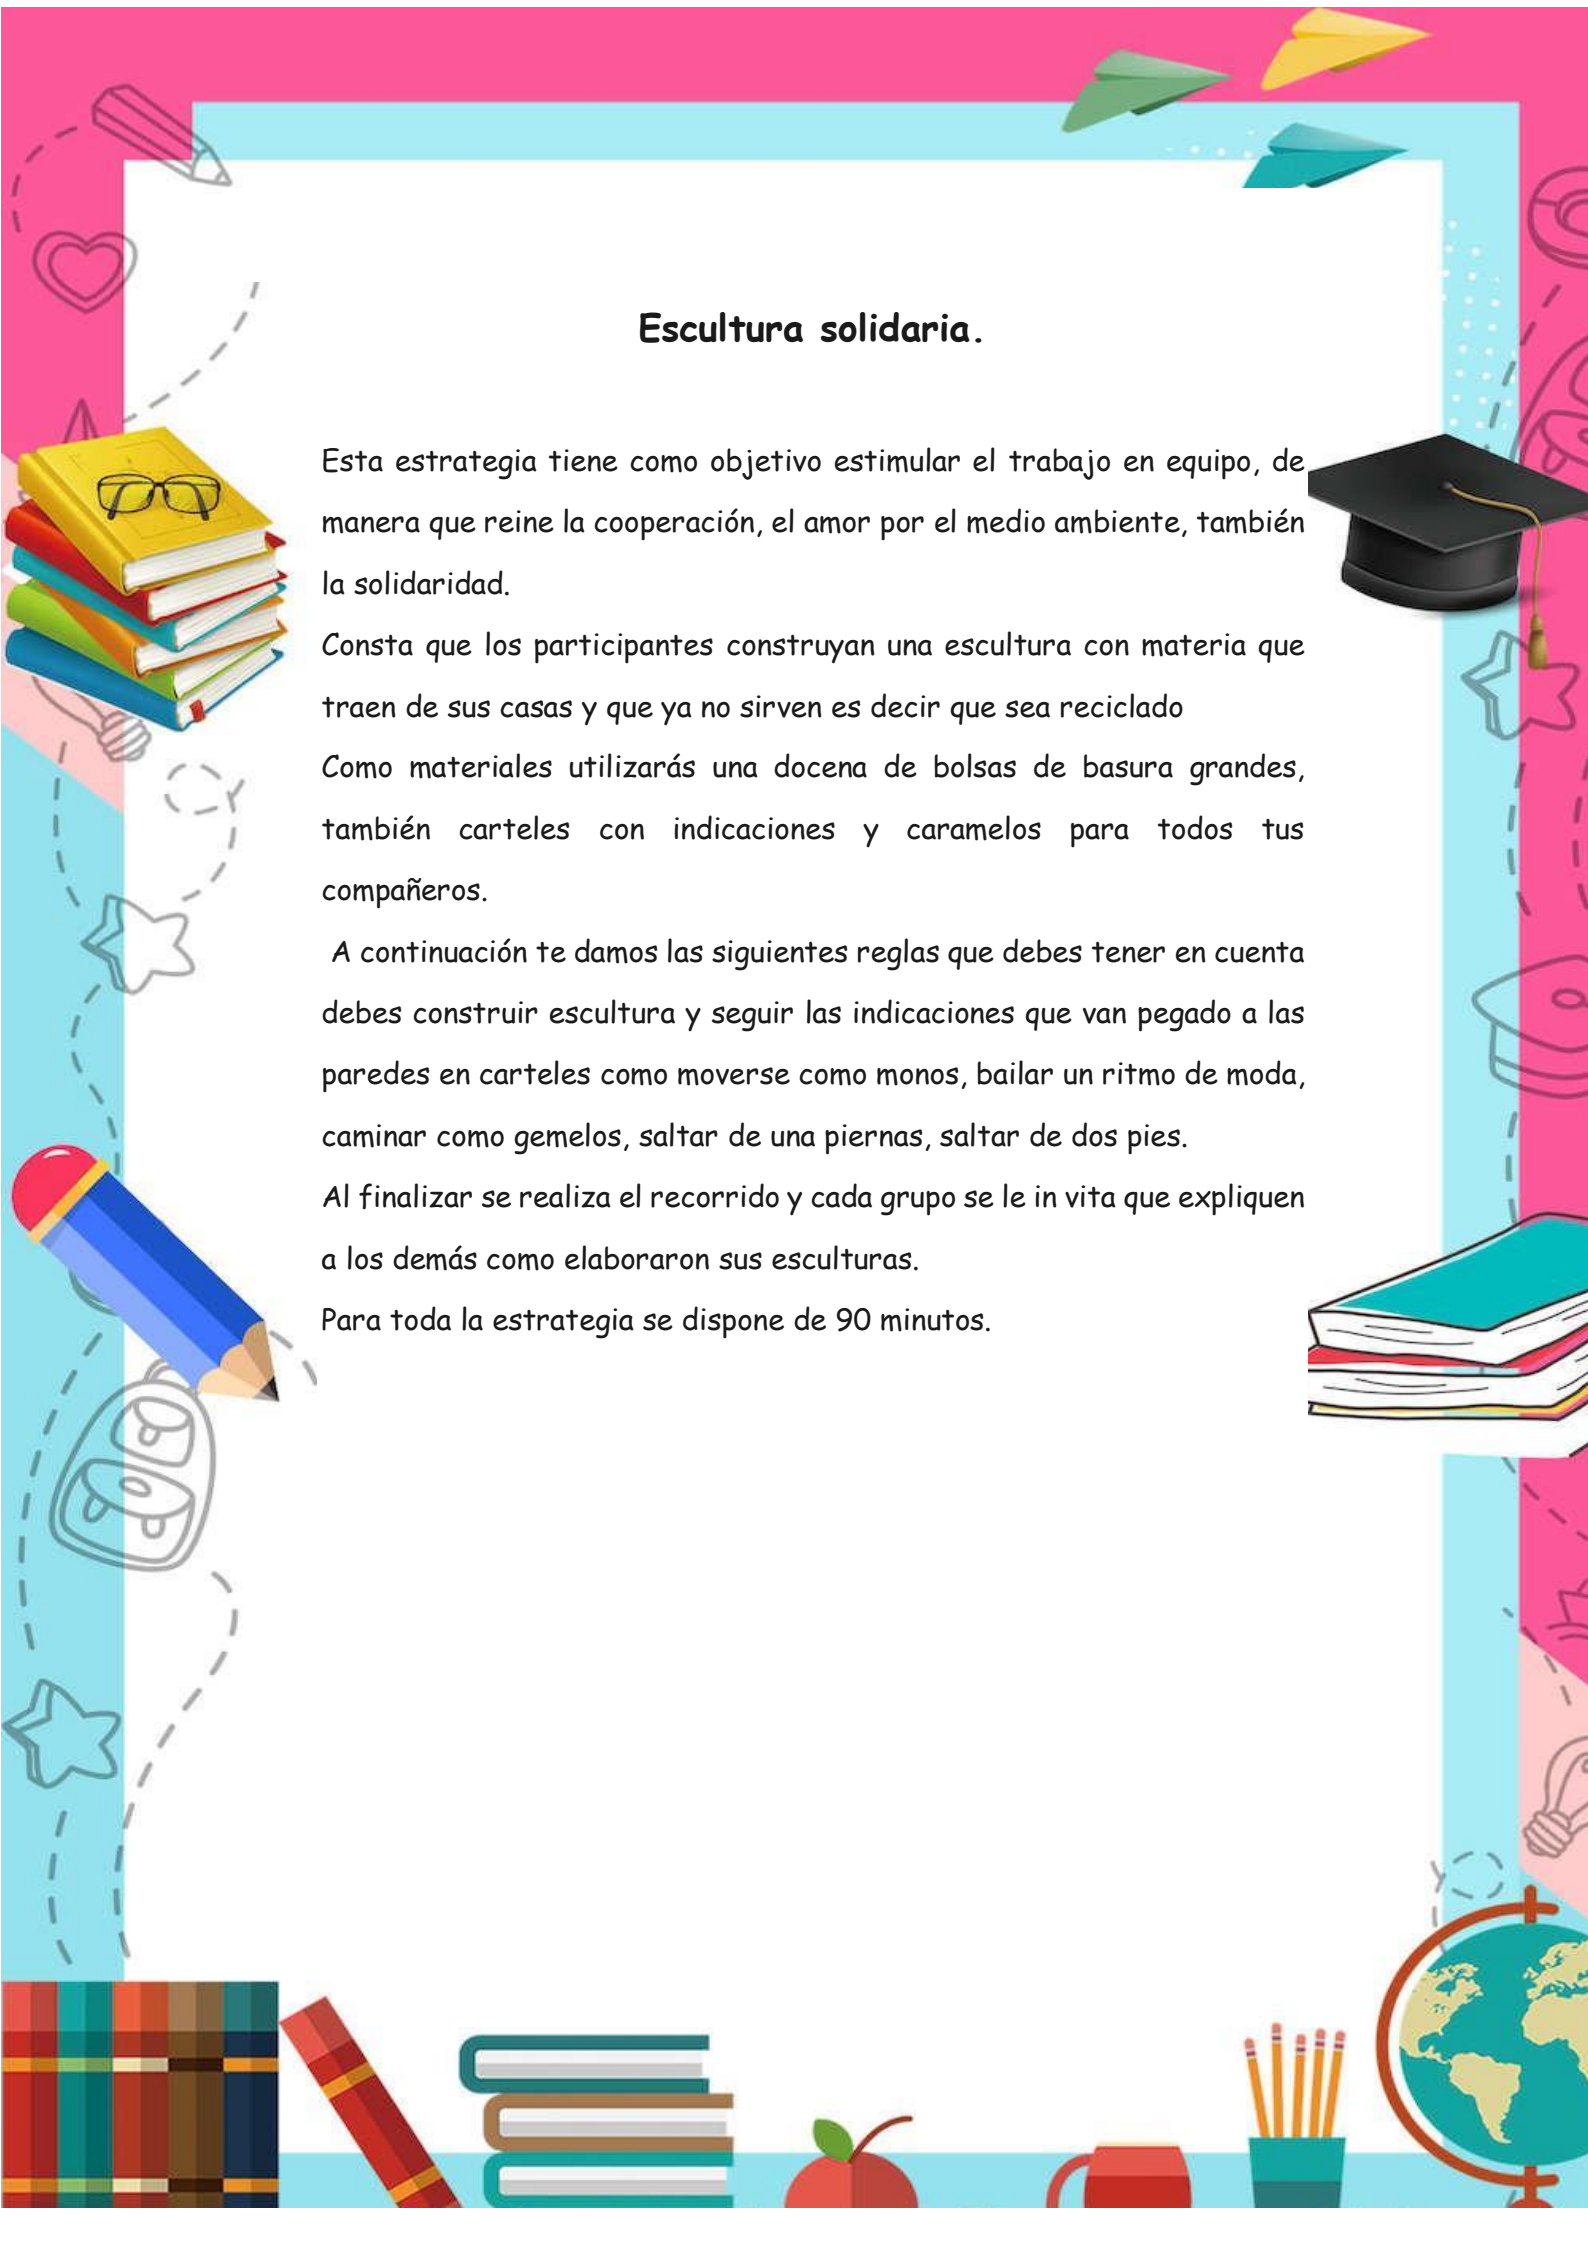 Escultura solidaria.
Esta estrategia tiene como objetivo estimular el trabajo en equipo, de
manera que reine la cooperación, el amor por el medio ambiente, también
la solidaridad.
Consta que los participantes construyan una escultura con materia que
traen de sus casas y que ya no sirven es decir que sea reciclado
Como materiales utilizarás una docena de bolsas de basura grandes,
también carteles con indicaciones y caramelos para todos tus
compañeros.
A continuación te damos las siguientes reglas que debes tener en cuenta
debes construir escultura y seguir las indicaciones que van pegado a las
paredes en carteles como moverse como monos, bailar un ritmo de moda,
caminar como gemelos, saltar de una piernas, saltar de dos pies.
Al finalizar se realiza el recorrido y cada grupo se le in vita que expliquen
a los demás como elaboraron sus esculturas.
Para toda la estrategia se dispone de 90 minutos.